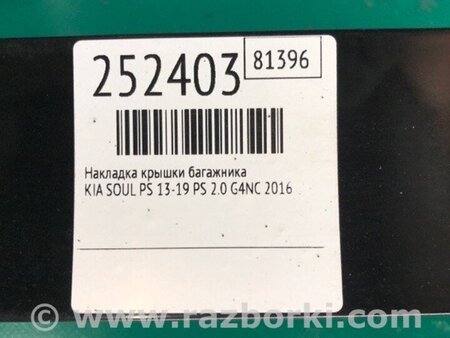 252403
81396
Накладка крышки багажника
KIA SOUL PS 13-19 PS 2.0 G4NC 2016
www.razborki.com